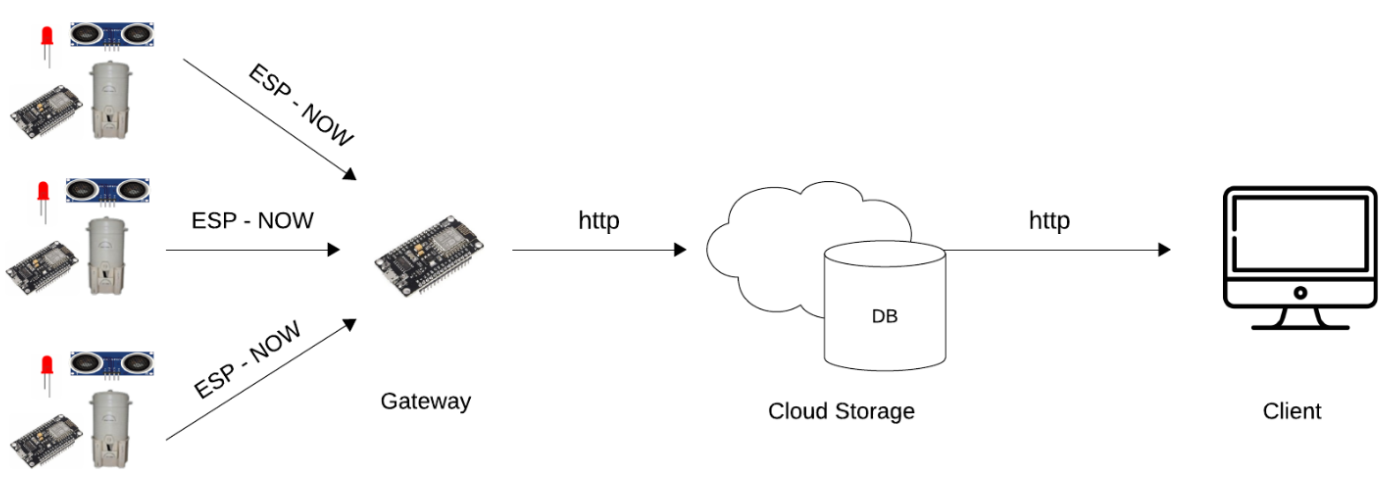 ESP - NOW
ESP - NOW
ESP - NOW
http
http
DB
Gateway
Cloud Storage
Client